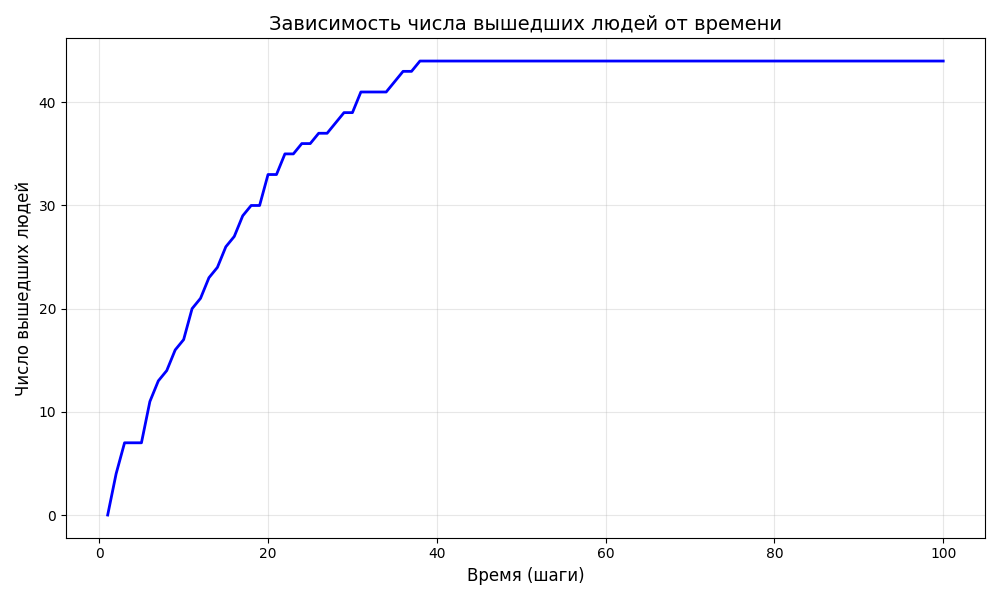 Зависимость числа вышедших людей от времени
Число вышедших людей
40
30
20
10
0
0 20 40 60 80 100
Время (шаги)